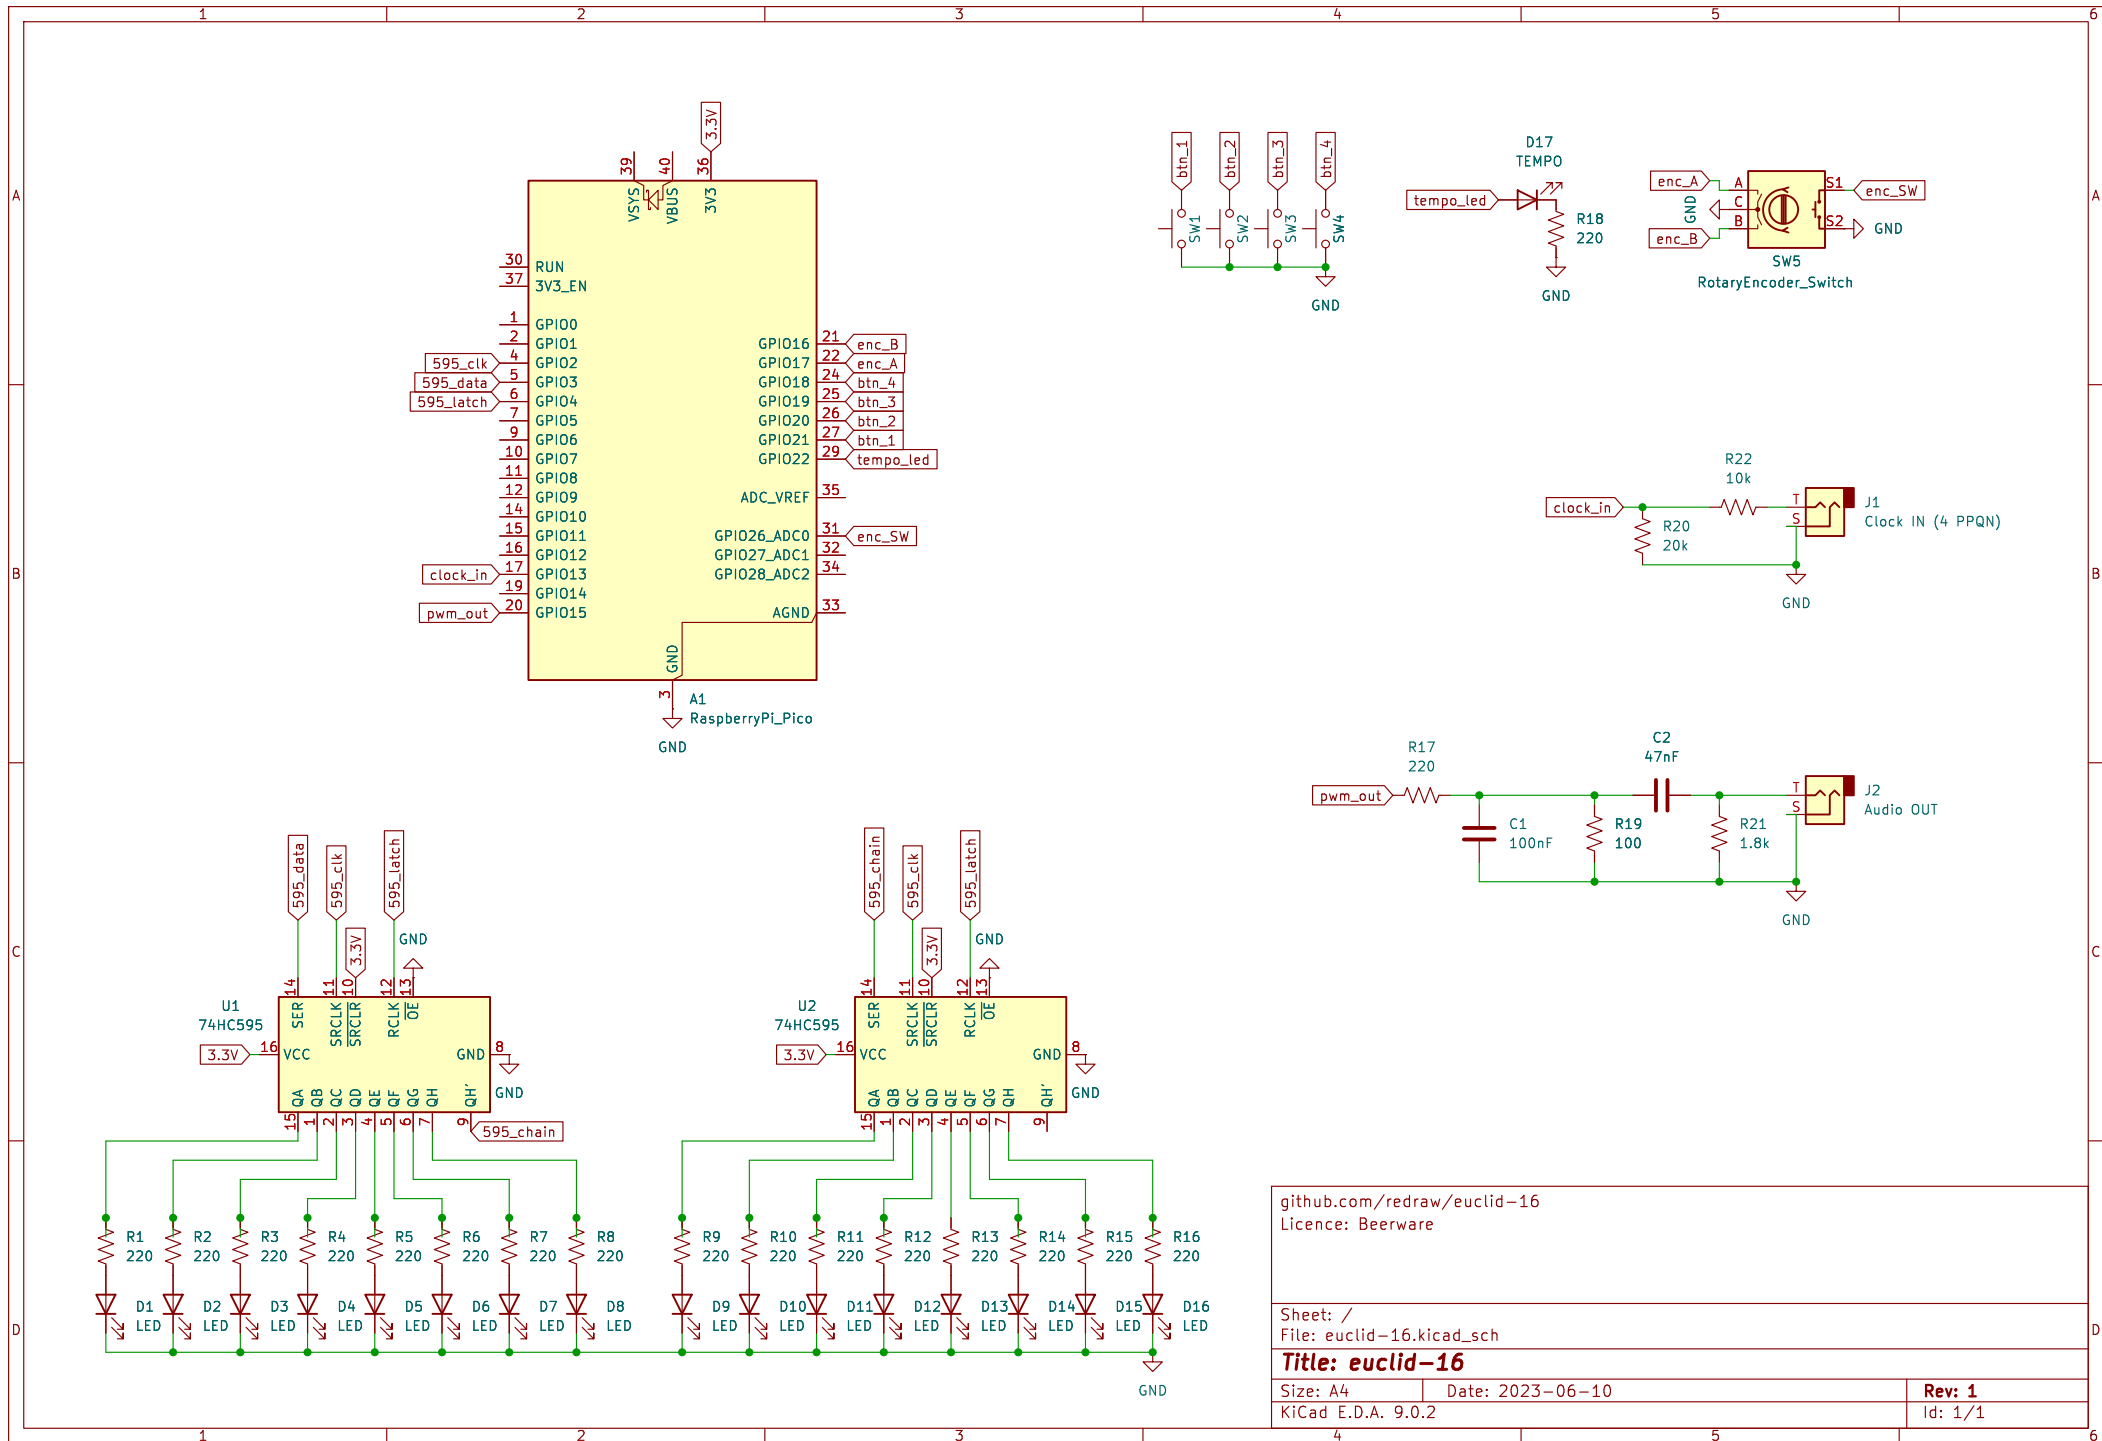 1 2 3 4 5 6
A
B
C
D
3.3V
39 40 36
VSYS VBUS 3V3
30 RUN
37 3V3_EN
1 GPIO0
2 GPIO1
595_clk 4 GPIO2
595_data 5 GPIO3
595_latch 6 GPIO4
7 GPIO5
9 GPIO6
10 GPIO7
11 GPIO8
12 GPIO9
14 GPIO10
15 GPIO11
16 GPIO12
clock_in 17 GPIO13
19 GPIO14
pwm_out 20 GPIO15
GPIO16 21 enc_B
GPIO17 22 enc_A
GPIO18 24 btn_4
GPIO19 25 btn_3
GPIO20 26 btn_2
GPIO21 27 btn_1
GPIO22 29 tempo_led
ADC_VREF 35
GPIO26_ADC0 31 enc_SW
GPIO27_ADC1 32
GPIO28_ADC2 34
AGND 33
GND
3
A1
RaspberryPi_Pico
GND
btn_1 btn_2 btn_3 btn_4
SW1 SW2 SW3 SW4
GND
D17
TEMPO
tempo_led
R18
220
GND
enc_A A S1 enc_SW
GND C
enc_B B S2 GND
SW5
RotaryEncoder_Switch
R22
10k
clock_in
T
S
J1
Clock IN (4 PPQN)
R20
20k
GND
C2
47nF
R17
220
pwm_out
T
S
J2
Audio OUT
C1
100nF
R19
100
R21
1.8k
GND
595_data 595_clk 595_latch
3.3V
GND
14 11 10 12 13
U1
74HC595
SER SRCLK SRCLR RCLK OE
3.3V 16 VCC GND 8
GND
QA QB QC QD QE QF QG QH QH'
15 1 2 3 4 5 6 7 9
595_chain
595_chain 595_clk 595_latch
3.3V
GND
14 11 10 12 13
U2
74HC595
SER SRCLK SRCLR RCLK OE
3.3V 16 VCC GND 8
GND
QA QB QC QD QE QF QG QH QH'
15 1 2 3 4 5 6 7 9
R1 R2 R3 R4 R5 R6 R7 R8 R9 R10 R11 R12 R13 R14 R15 R16
220 220 220 220 220 220 220 220 220 220 220 220 220 220 220 220
D1 D2 D3 D4 D5 D6 D7 D8 D9 D10 D11 D12 D13 D14 D15 D16
LED LED LED LED LED LED LED LED LED LED LED LED LED LED LED LED
GND
github.com/redraw/euclid-16
Licence: Beerware
Sheet: /
File: euclid-16.kicad_sch
Title: euclid-16
Size: A4 Date: 2023-06-10 Rev: 1
KiCad E.D.A. 9.0.2 Id: 1/1
A
B
C
D
1 2 3 4 5 6